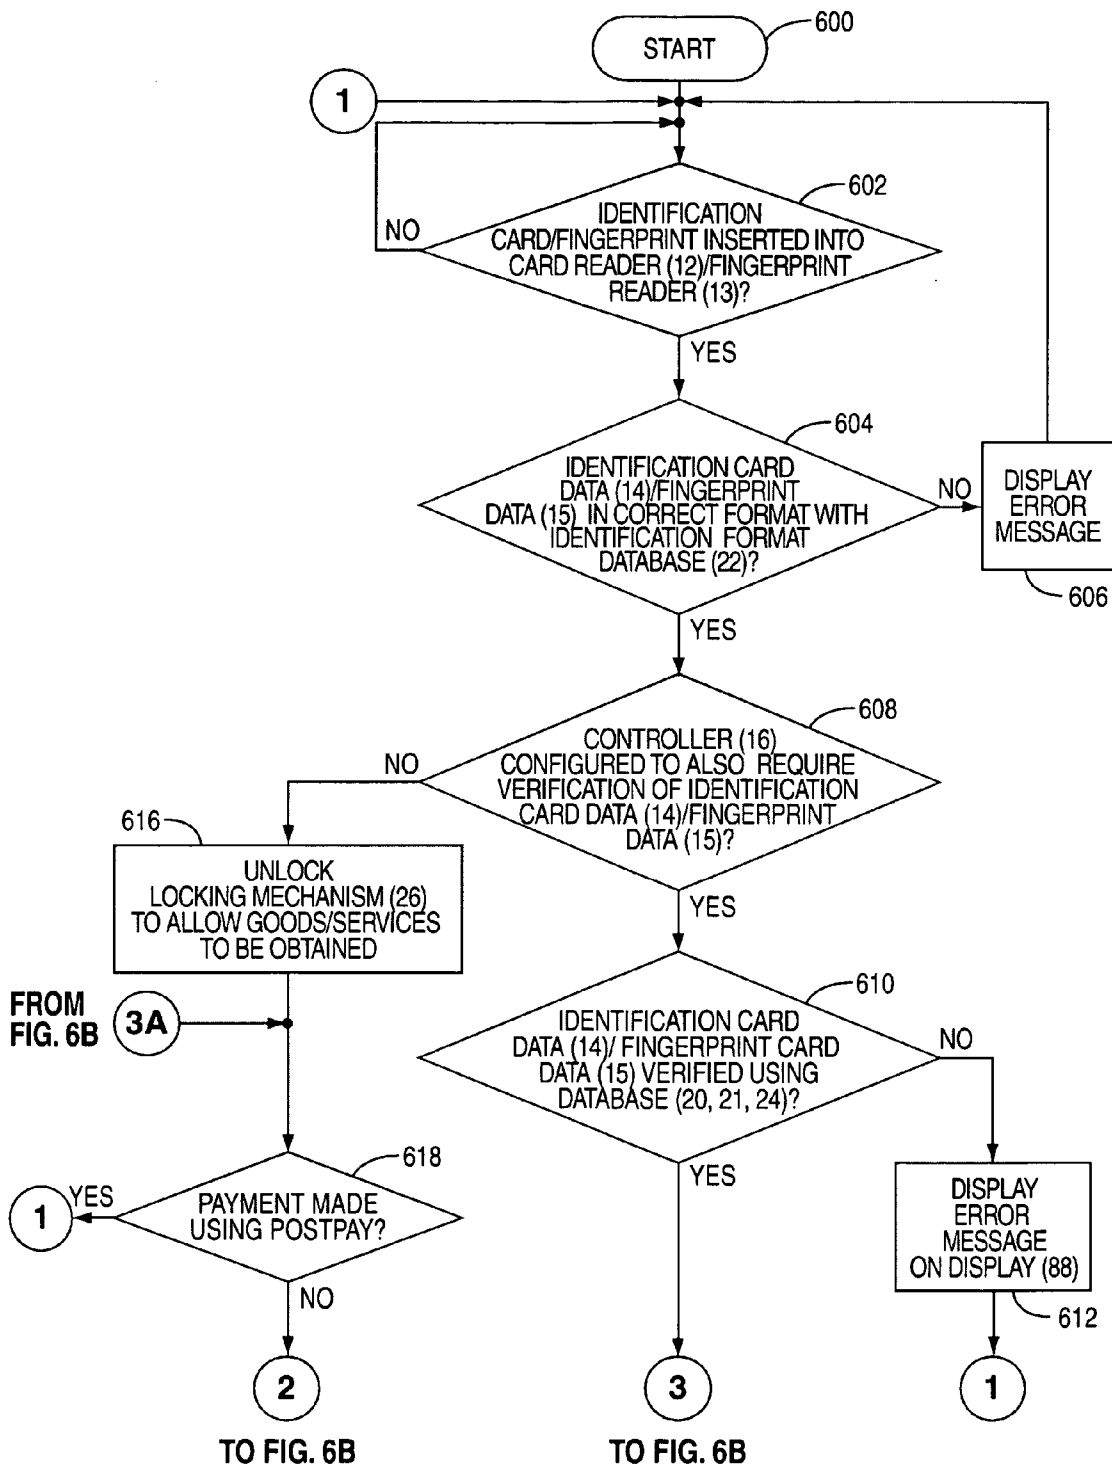 600
START
1
602
IDENTIFICATION
CARD/FINGERPRINT INSERTED INTO
CARD READER (12)/FINGERPRINT
READER (13)?
NO
YES
604
IDENTIFICATION CARD
DATA (14)/FINGERPRINT
DATA (15) IN CORRECT FORMAT WITH
IDENTIFICATION FORMAT
DATABASE (22)?
NO
DISPLAY
ERROR
MESSAGE
606
YES
608
CONTROLLER (16)
CONFIGURED TO ALSO REQUIRE
VERIFICATION OF IDENTIFICATION
CARD DATA (14)/FINGERPRINT
DATA (15)?
NO
616
UNLOCK
LOCKING MECHANISM (26)
TO ALLOW GOODS/SERVICES
TO BE OBTAINED
YES
FROM
FIG. 6B
3A
610
IDENTIFICATION CARD
DATA (14)/ FINGERPRINT CARD
DATA (15) VERIFIED USING
DATABASE (20, 21, 24)?
NO
618
PAYMENT MADE
USING POSTPAY?
YES
1
NO
YES
DISPLAY
ERROR
MESSAGE
ON DISPLAY (88)
612
2
3
1
TO FIG. 6B
TO FIG. 6B